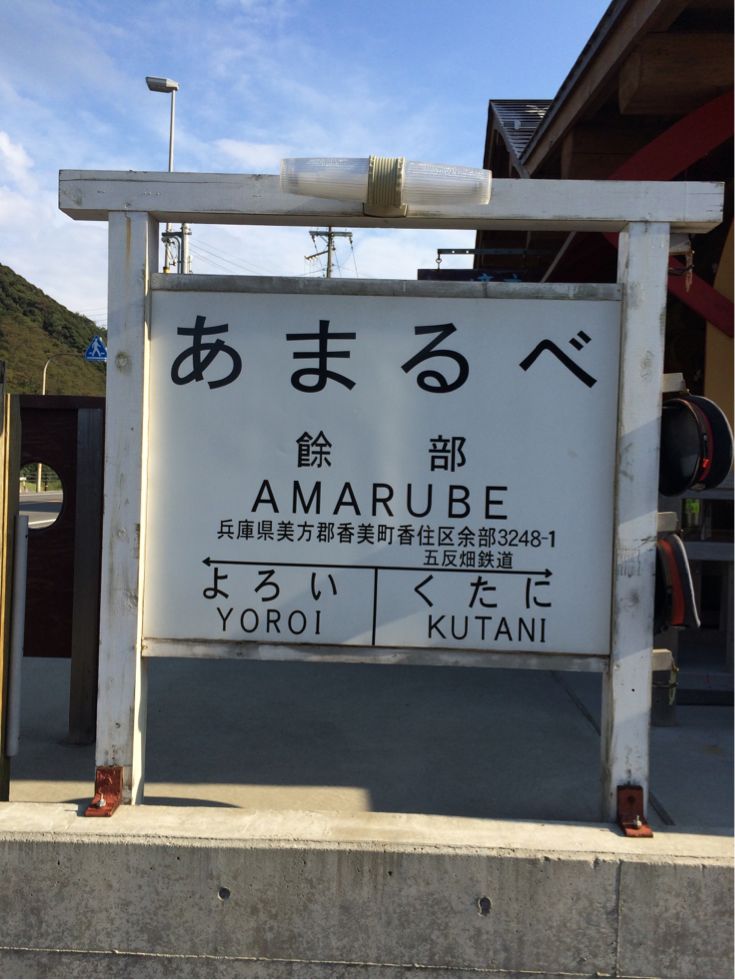 あまるべ
餘部
AMARUBE
兵庫県美方郡香美町香住区余部3248-1
五反畑鉄道
よろい くたに
YOROI KUTANI